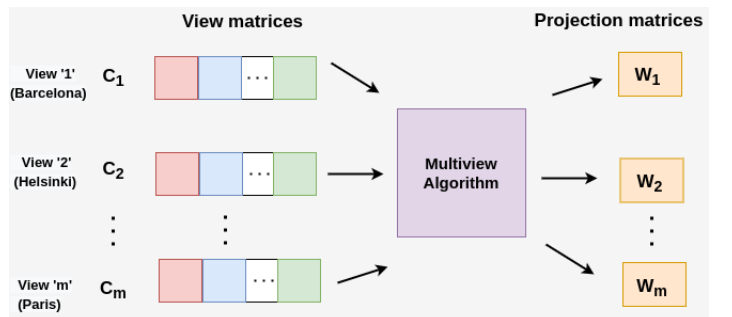 View matrices
Projection matrices
View '1'
(Barcelona)
C1
...
W1
View '2'
(Helsinki)
C2
...
Multiview
Algorithm
W2
View 'm'
(Paris)
Cm
...
Wm